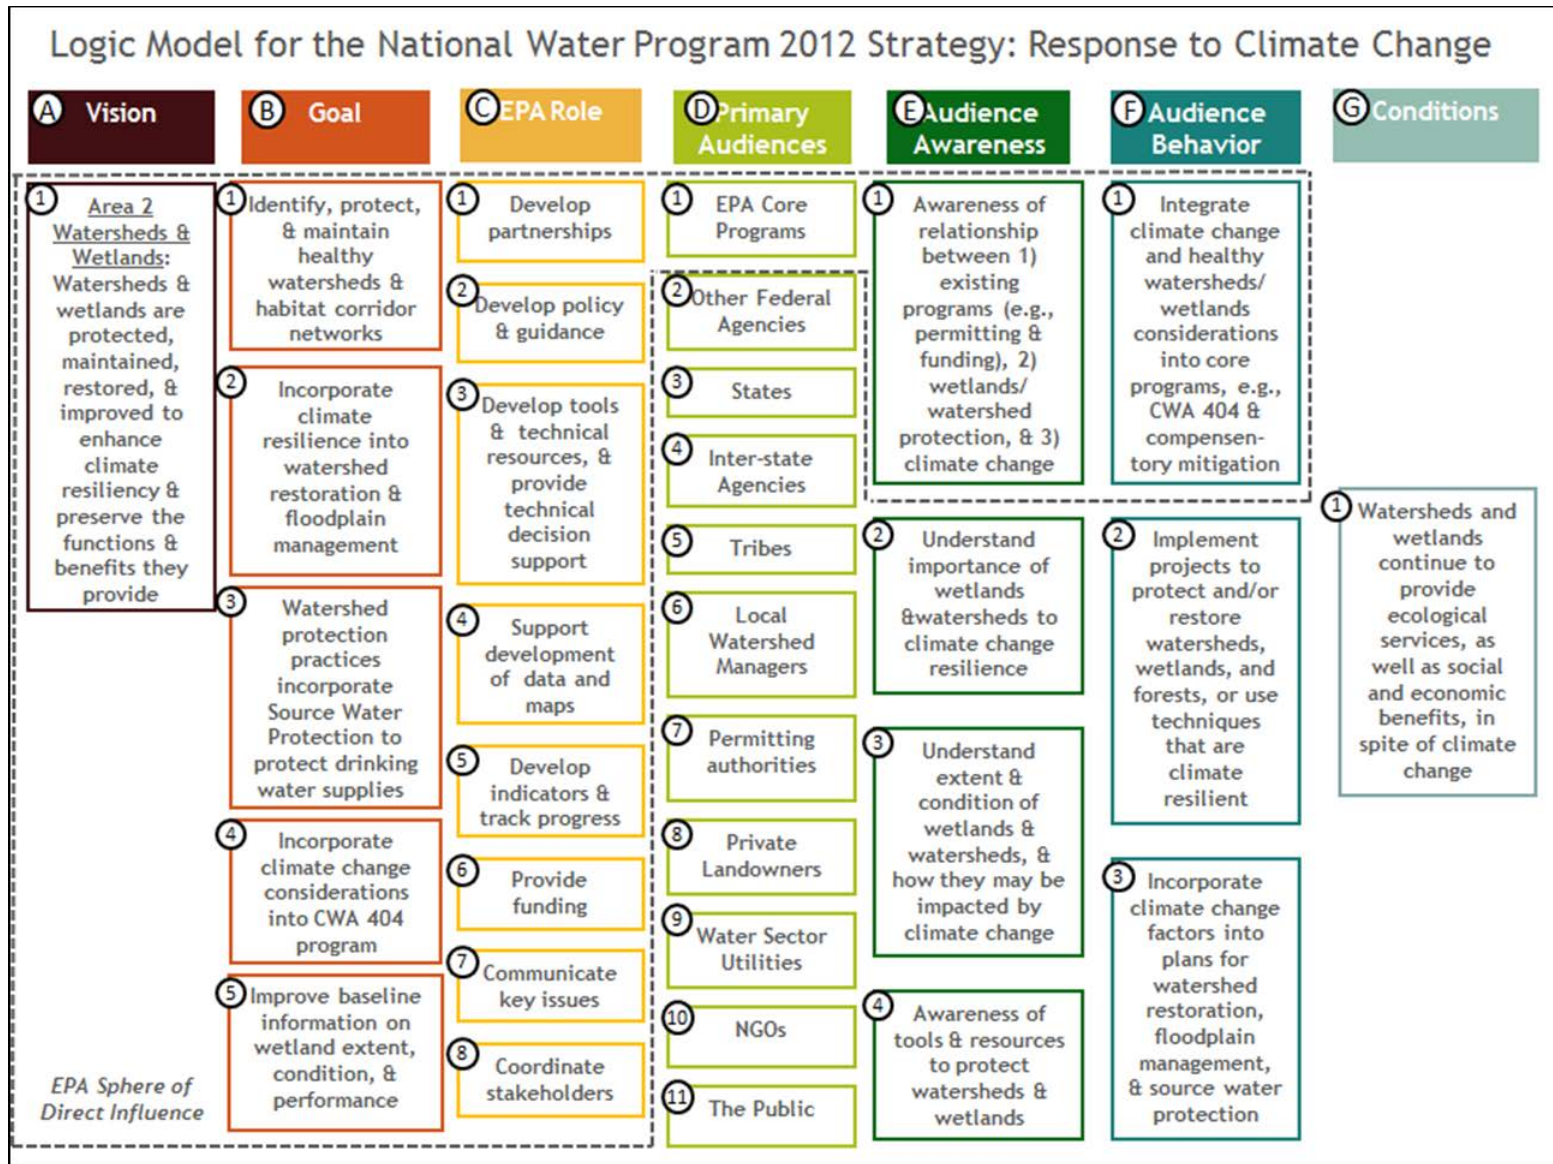 Logic Model for the National Water Program 2012 Strategy: Response to Climate Change
A Vision
1
Area 2
Watersheds &
Wetlands:
Watersheds &
wetlands are
protected,
maintained,
restored, &
improved to
enhance
climate
resiliency &
preserve the
functions &
benefits they
provide
EPA Sphere of
Direct Influence
B Goal
1
Identify, protect,
& maintain
healthy
watersheds &
habitat corridor
networks
2
Incorporate
climate
resilience into
watershed
restoration &
floodplain
management
3
Watershed
protection
practices
incorporate
Source Water
Protection to
protect drinking
water supplies
4
Incorporate
climate change
considerations
into CWA 404
program
5
Improve baseline
information on
wetland extent,
condition, &
performance
C EPA Role
1
Develop
partnerships
2
Develop policy
& guidance
3
Develop tools
& technical
resources, &
provide
technical
decision
support
4
Support
development
of data and
maps
5
Develop
indicators &
track progress
6
Provide
funding
7
Communicate
key issues
8
Coordinate
stakeholders
D Primary
Audiences
1
EPA Core
Programs
2
Other Federal
Agencies
3
States
4
Inter-state
Agencies
5
Tribes
6
Local
Watershed
Managers
7
Permitting
authorities
8
Private
Landowners
9
Water Sector
Utilities
10
NGOs
11
The Public
E Audience
Awareness
1
Awareness of
relationship
between 1)
existing
programs (e.g.,
permitting &
funding), 2)
wetlands/
watershed
protection, & 3)
climate change
2
Understand
importance of
wetlands
&watersheds to
climate change
resilience
3
Understand
extent &
condition of
wetlands &
watersheds, &
how they may be
impacted by
climate change
4
Awareness of
tools & resources
to protect
watersheds &
wetlands
F Audience
Behavior
1
Integrate
climate change
and healthy
watersheds/
wetlands
considerations
into core
programs, e.g.,
CWA 404 &
compensen-
tory mitigation
2
Implement
projects to
protect and/or
restore
watersheds,
wetlands, and
forests, or use
techniques
that are
climate
resilient
3
Incorporate
climate change
factors into
plans for
watershed
restoration,
floodplain
management,
& source water
protection
G Conditions
1
Watersheds and
wetlands
continue to
provide
ecological
services, as
well as social
and economic
benefits, in
spite of climate
change